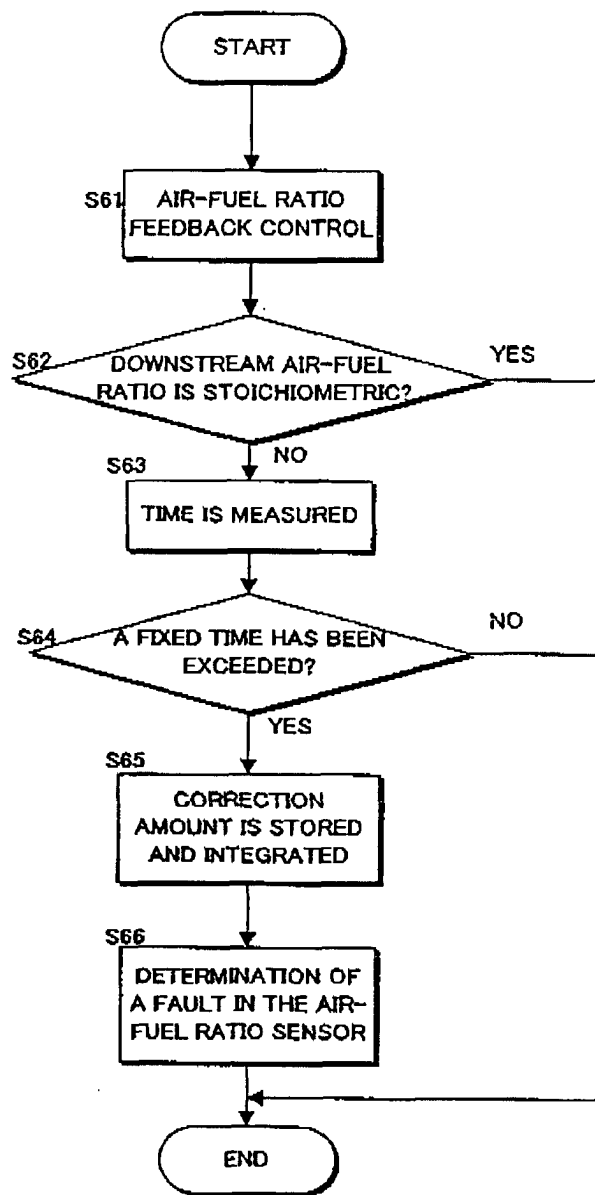 START
S61
AIR-FUEL RATIO
FEEDBACK CONTROL
S62
DOWNSTREAM AIR-FUEL
RATIO IS STOICHIOMETRIC?
YES
NO
S63
TIME IS MEASURED
S64
A FIXED TIME HAS BEEN
EXCEEDED?
NO
YES
S65
CORRECTION
AMOUNT IS STORED
AND INTEGRATED
S66
DETERMINATION OF
A FAULT IN THE AIR-
FUEL RATIO SENSOR
END